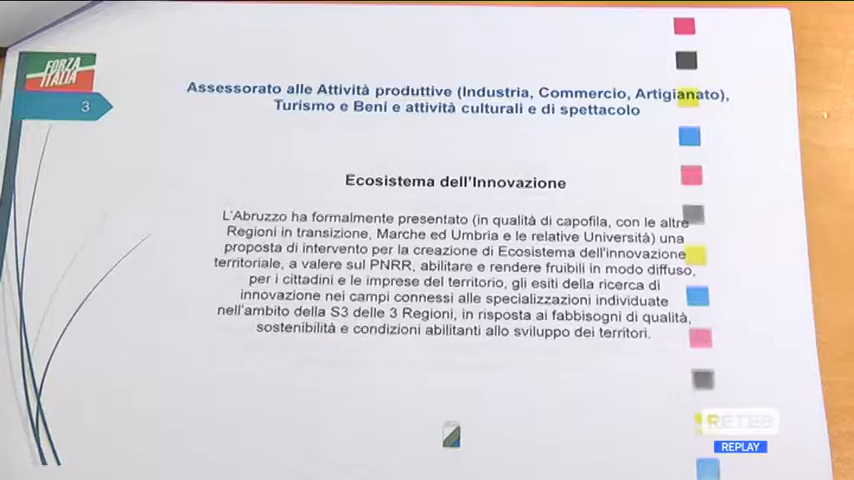 FORZA
ITALIA
3
Assessorato alle Attività produttive (Industria, Commercio, Artigianato),
Turismo e Beni e attività culturali e di spettacolo
Ecosistema dell'Innovazione
L'Abruzzo ha formalmente presentato (in qualità di capofila, con le altre
Regioni in transizione, Marche ed Umbria e le relative Università) una
proposta di intervento per la creazione di Ecosistema dell'innovazione
territoriale, a valere sul PNRR, abilitare e rendere fruibili in modo diffuso,
per i cittadini e le imprese del territorio, gli esiti della ricerca di
innovazione nei campi connessi alle specializzazioni individuate
nell'ambito della S3 delle 3 Regioni, in risposta ai fabbisogni di qualità,
sostenibilità e condizioni abilitanti allo sviluppo dei territori.
RETE8
REPLAY